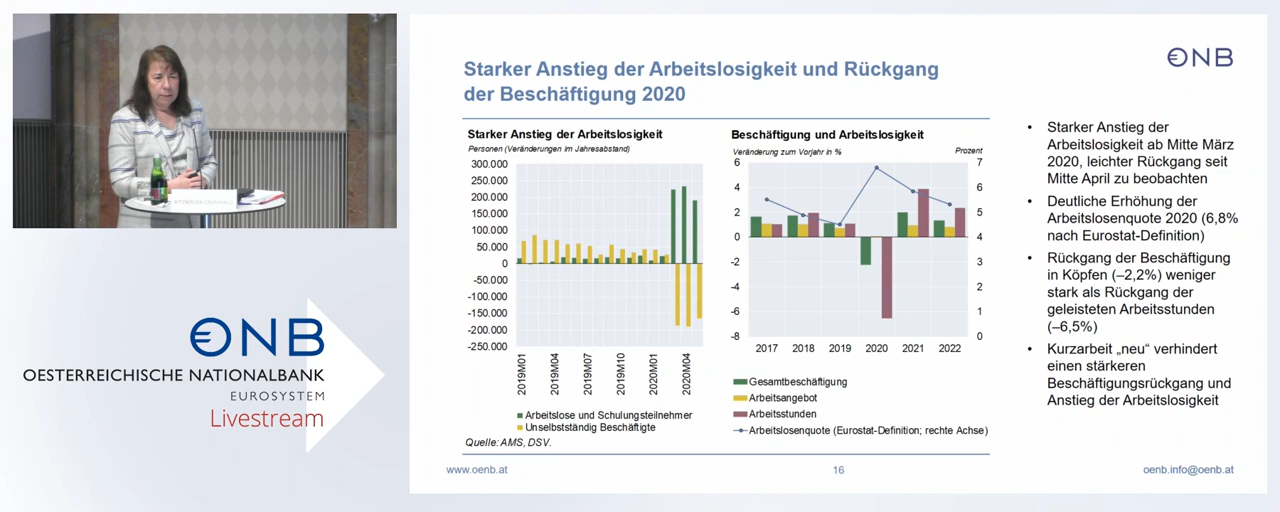 ONB
OESTERREICHISCHE NATIONALBANK
EUROSYSTEM
Livestream
Starker Anstieg der Arbeitslosigkeit und Rückgang
der Beschäftigung 2020
ONB
Starker Anstieg der Arbeitslosigkeit
Personen (Veränderungen im Jahresabstand)
300.000
250.000
200.000
150.000
100.000
50.000
0
-50.000
-100.000
-150.000
-200.000
-250.000
2019M01
2019M04
2019M07
2019M10
2020M01
2020M04
Arbeitslose und Schulungsteilnehmer
Unselbstständig Beschäftigte
Quelle: AMS, DSV.
Beschäftigung und Arbeitslosigkeit
Veränderung zum Vorjahr in %
Prozent
6
4
2
0
-2
-4
-6
-8
7
6
5
4
3
2
1
0
2017 2018 2019 2020 2021 2022
Gesamtbeschäftigung
Arbeitsangebot
Arbeitsstunden
Arbeitslosenquote (Eurostat-Definition; rechte Achse)
• Starker Anstieg der
Arbeitslosigkeit ab Mitte März
2020, leichter Rückgang seit
Mitte April zu beobachten
• Deutliche Erhöhung der
Arbeitslosenquote 2020 (6,8%
nach Eurostat-Definition)
• Rückgang der Beschäftigung
in Köpfen (–2,2%) weniger
stark als Rückgang der
geleisteten Arbeitsstunden
(–6,5%)
• Kurzarbeit „neu“ verhindert
einen stärkeren
Beschäftigungsrückgang und
Anstieg der Arbeitslosigkeit
www.oenb.at
16
oenb.info@oenb.at